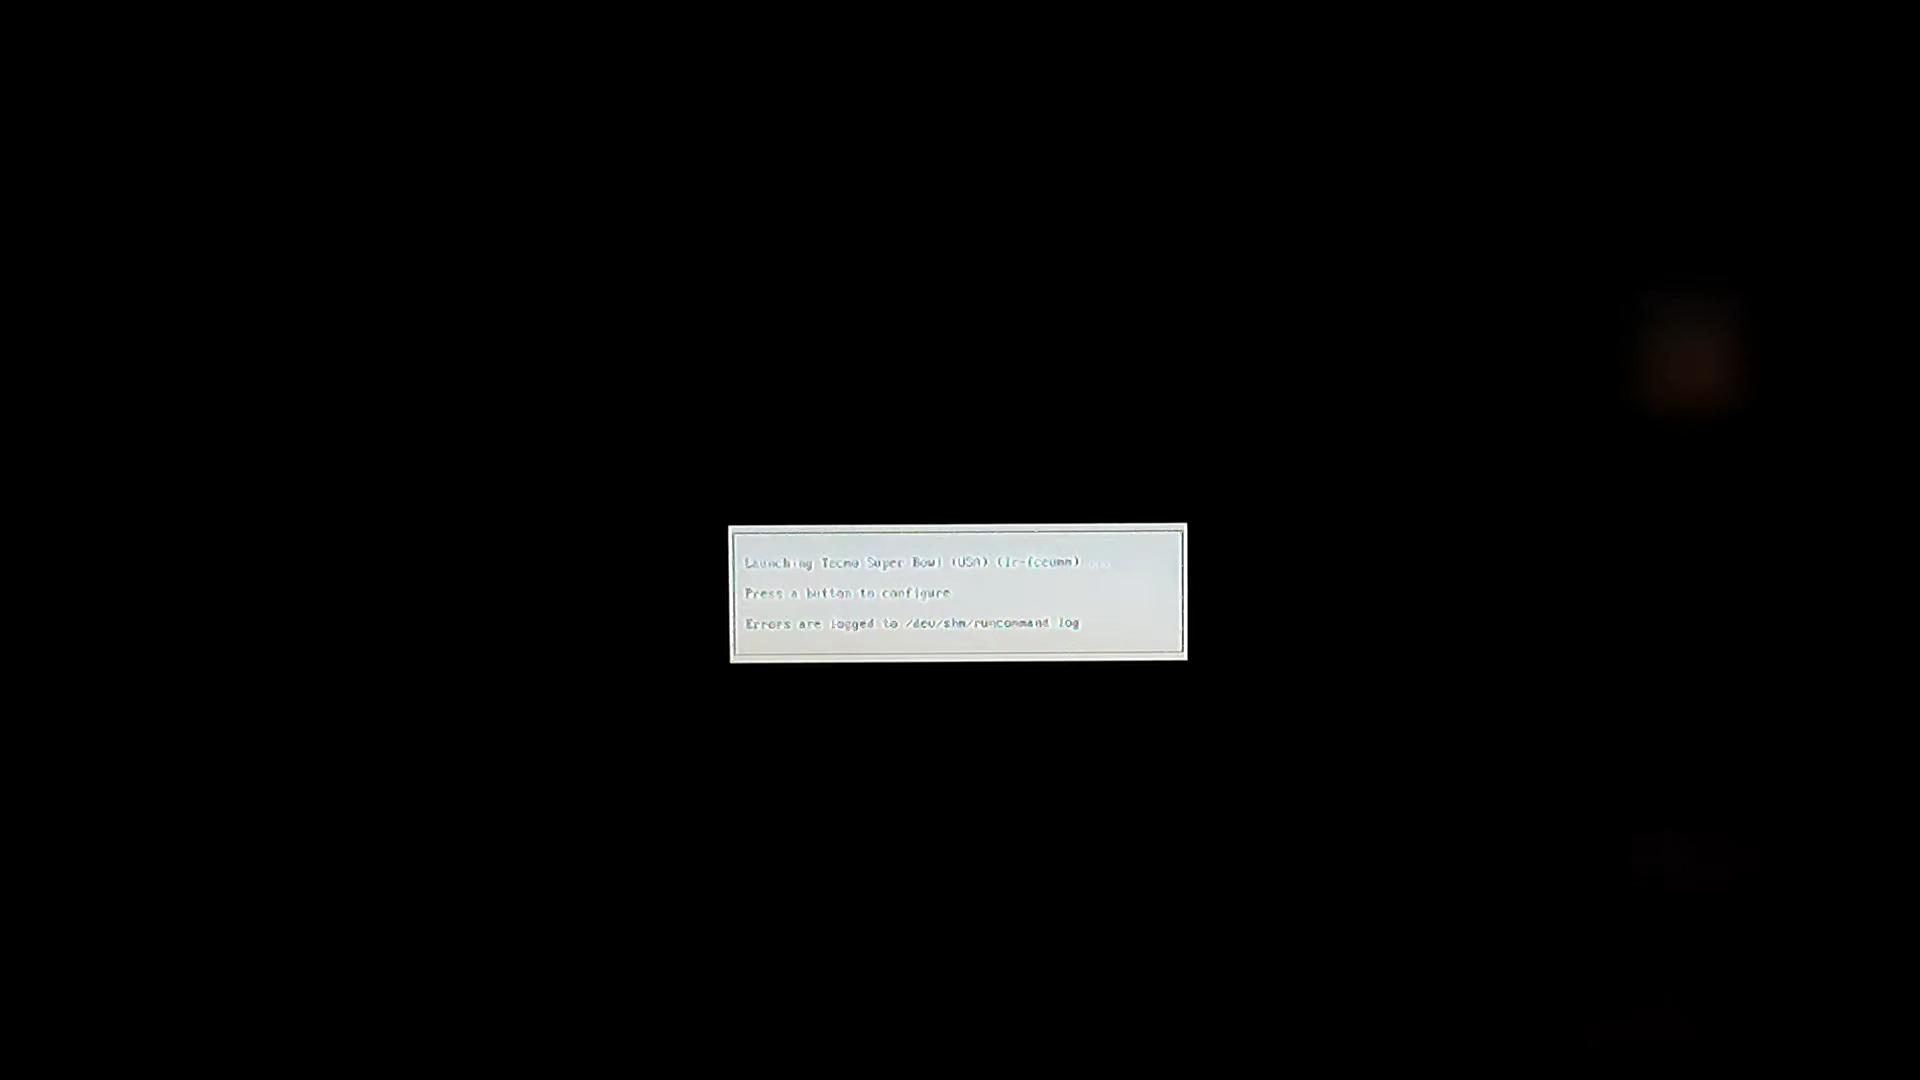 Launching Tecmo Super Bowl (USA) (lr-fceumm) ...
Press a button to configure
Errors are logged to /dev/shm/runcommand.log